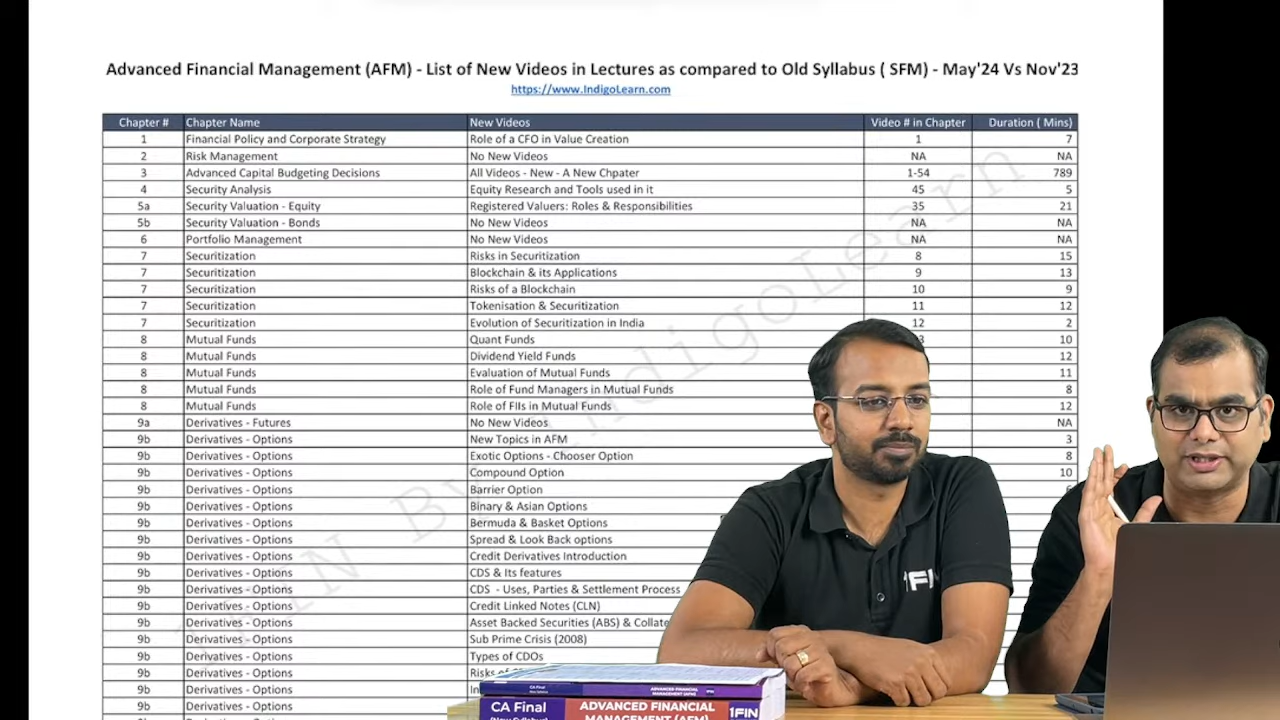 Advanced Financial Management (AFM) - List of New Videos in Lectures as compared to Old Syllabus ( SFM) - May'24 Vs Nov'23
https://www.IndigoLearn.com
Chapter # Chapter Name New Videos Video # in Chapter Duration ( Mins)
1 Financial Policy and Corporate Strategy Role of a CFO in Value Creation 1 7
2 Risk Management No New Videos NA NA
3 Advanced Capital Budgeting Decisions All Videos - New - A New Chpater 1-54 789
4 Security Analysis Equity Research and Tools used in it 45 5
5a Security Valuation - Equity Registered Valuers: Roles & Responsibilities 35 21
5b Security Valuation - Bonds No New Videos NA NA
6 Portfolio Management No New Videos NA NA
7 Securitization Risks in Securitization 8 15
7 Securitization Blockchain & its Applications 9 13
7 Securitization Risks of a Blockchain 10 9
7 Securitization Tokenisation & Securitization 11 12
7 Securitization Evolution of Securitization in India 12 2
8 Mutual Funds Quant Funds 10
8 Mutual Funds Dividend Yield Funds 12
8 Mutual Funds Evaluation of Mutual Funds 11
8 Mutual Funds Role of Fund Managers in Mutual Funds 8
8 Mutual Funds Role of FIIs in Mutual Funds 12
9a Derivatives - Futures No New Videos NA
9b Derivatives - Options New Topics in AFM 3
9b Derivatives - Options Exotic Options - Chooser Option 8
9b Derivatives - Options Compound Option 10
9b Derivatives - Options Barrier Option
9b Derivatives - Options Binary & Asian Options
9b Derivatives - Options Bermuda & Basket Options
9b Derivatives - Options Spread & Look Back options
9b Derivatives - Options Credit Derivatives Introduction
9b Derivatives - Options CDS & Its features
9b Derivatives - Options CDS - Uses, Parties & Settlement Process
9b Derivatives - Options Credit Linked Notes (CLN)
9b Derivatives - Options Asset Backed Securities (ABS) &
9b Derivatives - Options Sub Prime Crisis (2008)
9b Derivatives - Options Types of CDOs
9b Derivatives - Options Risks
9b Derivatives - Options
9b Derivatives - Options
1FIN By IndigoLearn
1FIN
CA Final ADVANCED FINANCIAL MANAGEMENT (AFM)
CA Final ADVANCED FINANCIAL
(New Syllabus) MANAGEMENT (AFM) 1FIN